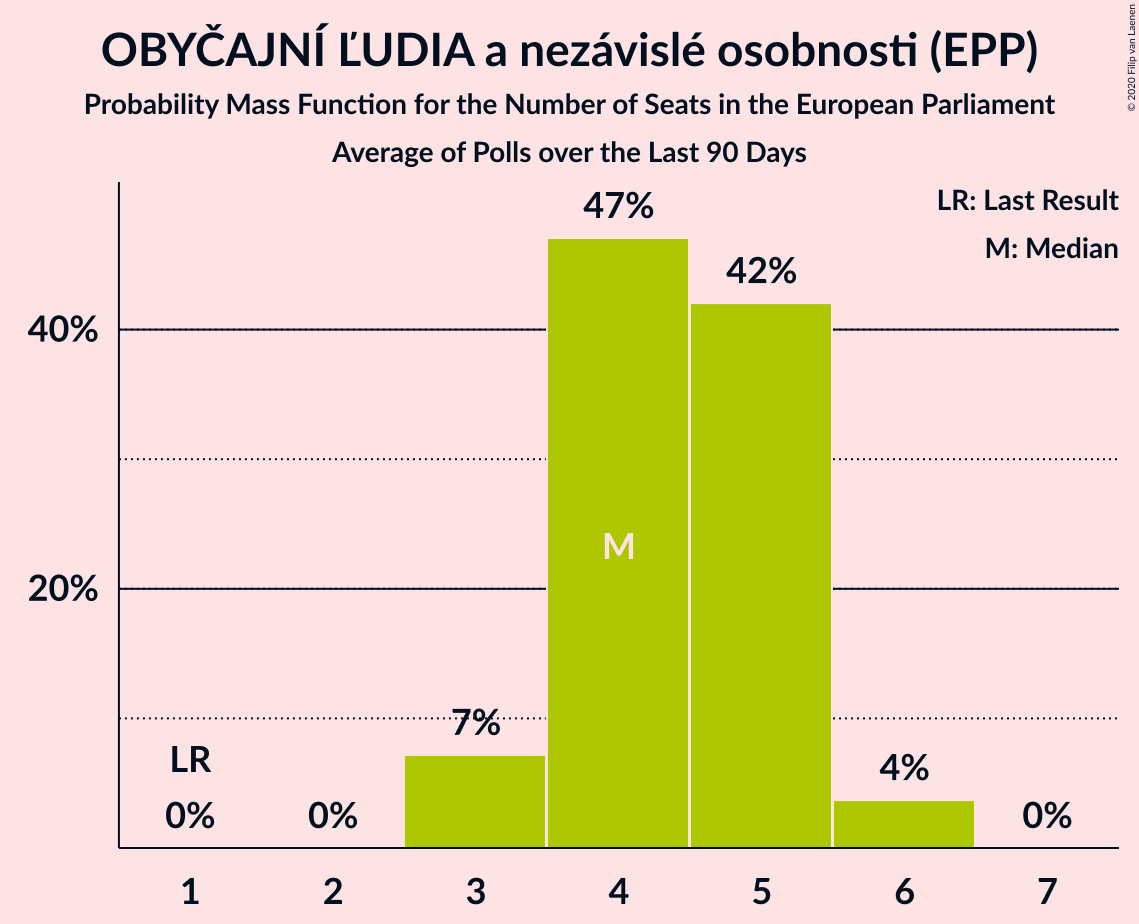 OBYČAJNÍ ĽUDIA a nezávislé osobnosti (EPP)
Probability Mass Function for the Number of Seats in the European Parliament
Average of Polls over the Last 90 Days
© 2020 Filip van Laenen
LR: Last Result
M: Median
47%
42%
40%
M
20%
7%
LR
4%
0%
0%
0%
1 2 3 4 5 6 7